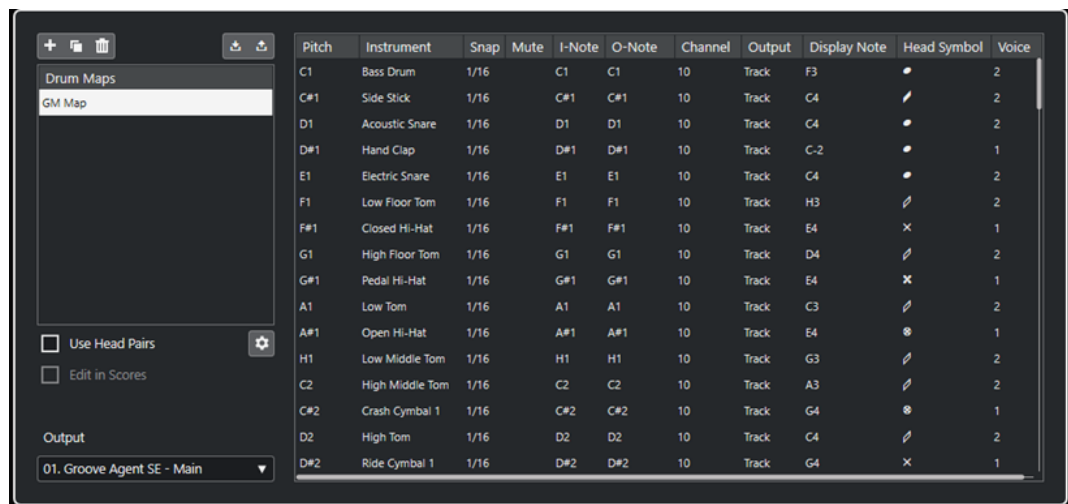 Drum Maps
GM Map
Use Head Pairs
Edit in Scores
Output
01. Groove Agent SE - Main
Pitch Instrument Snap Mute I-Note O-Note Channel Output Display Note Head Symbol Voice
C1 Bass Drum 1/16 C1 C1 10 Track F3 2
C#1 Side Stick 1/16 C#1 C#1 10 Track C4 2
D1 Acoustic Snare 1/16 D1 D1 10 Track C4 2
D#1 Hand Clap 1/16 D#1 D#1 10 Track C-2 1
E1 Electric Snare 1/16 E1 E1 10 Track C4 2
F1 Low Floor Tom 1/16 F1 F1 10 Track H3 2
F#1 Closed Hi-Hat 1/16 F#1 F#1 10 Track E4 1
G1 High Floor Tom 1/16 G1 G1 10 Track D4 2
G#1 Pedal Hi-Hat 1/16 G#1 G#1 10 Track E4 1
A1 Low Tom 1/16 A1 A1 10 Track C3 2
A#1 Open Hi-Hat 1/16 A#1 A#1 10 Track E4 1
H1 Low Middle Tom 1/16 H1 H1 10 Track G3 2
C2 High Middle Tom 1/16 C2 C2 10 Track A3 2
C#2 Crash Cymbal 1 1/16 C#2 C#2 10 Track G4 1
D2 High Tom 1/16 D2 D2 10 Track C4 2
D#2 Ride Cymbal 1 1/16 D#2 D#2 10 Track G4 1